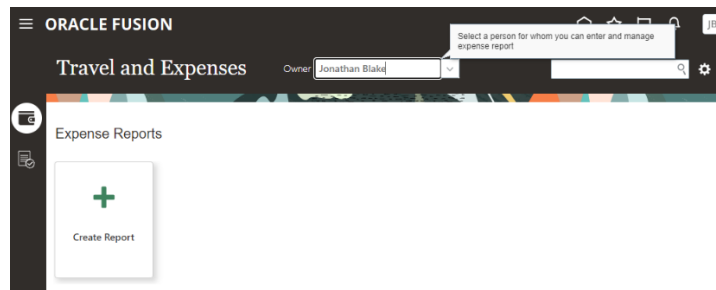 ORACLE FUSION
JB
Select a person for whom you can enter and manage
expense report
Travel and Expenses
Owner Jonathan Blake
Expense Reports
Create Report